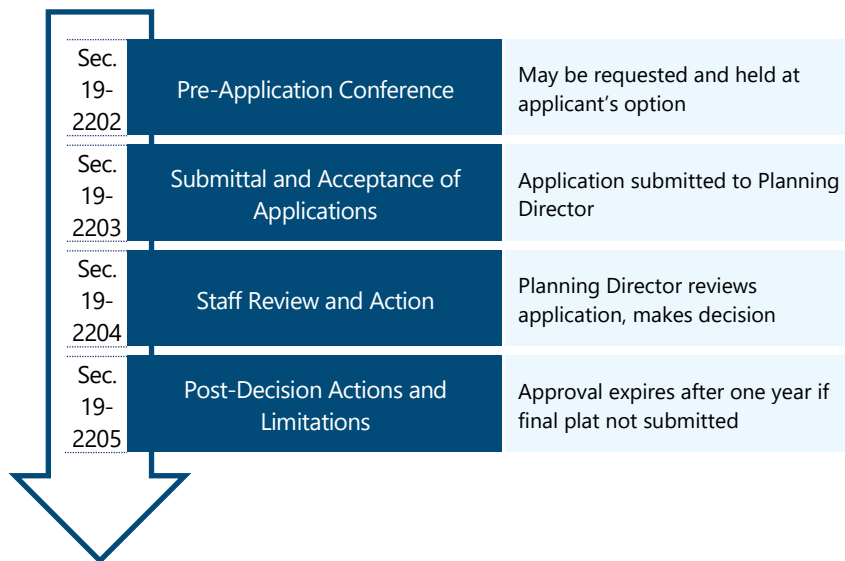 Sec.
19-
2202
Pre-Application Conference
May be requested and held at
applicant’s option
Sec.
19-
2203
Submittal and Acceptance of
Applications
Application submitted to Planning
Director
Sec.
19-
2204
Staff Review and Action
Planning Director reviews
application, makes decision
Sec.
19-
2205
Post-Decision Actions and
Limitations
Approval expires after one year if
final plat not submitted